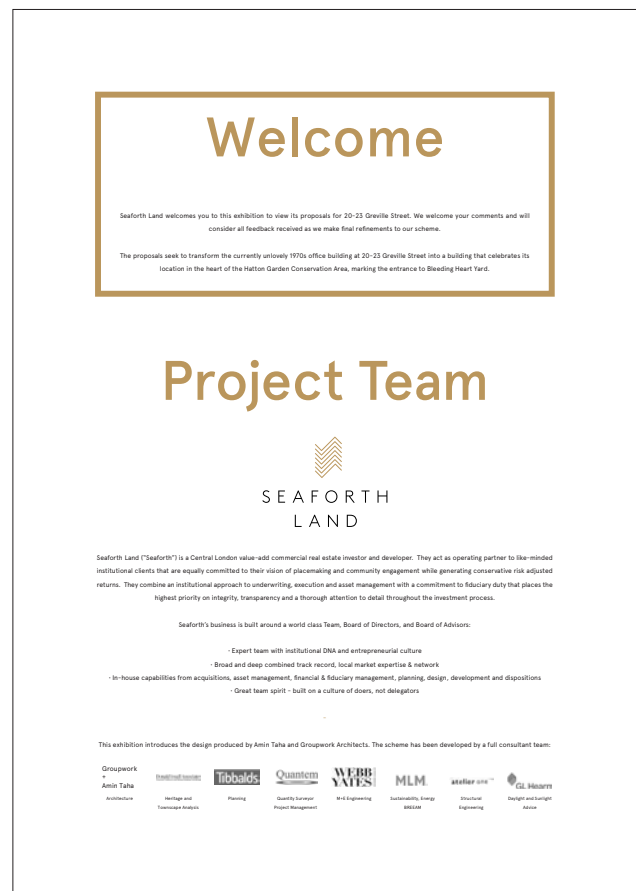 Welcome
Seaforth Land welcomes you to this exhibition to view its proposals for 20-23 Greville Street. We welcome your comments and will
consider all feedback received as we make final refinements to our scheme.
The proposals seek to transform the currently unlovely 1970s office building at 20-23 Greville Street into a building that celebrates its
location in the heart of the Hatton Garden Conservation Area, marking the entrance to Bleeding Heart Yard.
Project Team
SEAFORTH
LAND
Seaforth Land ("Seaforth") is a Central London value-add commercial real estate investor and developer. They act as operating partner to like-minded
institutional clients that are equally committed to their vision of placemaking and community engagement while generating conservative risk adjusted
returns. They combine an institutional approach to underwriting, execution and asset management with a commitment to fiduciary duty that places the
highest priority on integrity, transparency and a thorough attention to detail throughout the investment process.
Seaforth's business is built around a world class Team, Board of Directors, and Board of Advisors:
· Expert team with institutional DNA and entrepreneurial culture
· Broad and deep combined track record, local market expertise & network
· In-house capabilities from acquisitions, asset management, financial & fiduciary management, planning, design, development and dispositions
· Great team spirit - built on a culture of doers, not delegators
.
This exhibition introduces the design produced by Amin Taha and Groupwork Architects. The scheme has been developed by a full consultant team:
Groupwork
+
Amin Taha
Architecture
Heritage and
Townscape Analysis
Tibbalds
Planning
Quantem
Quantity Surveyor
Project Management
WEBB
YATES
M+E Engineering
MLM
Sustainability, Energy
BREEAM
atelier one
Structural
Engineering
GL Hearn
Daylight and Sunlight
Advice